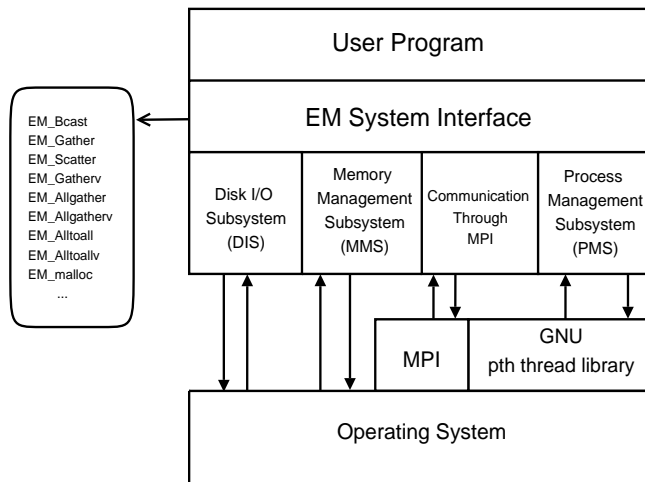 User Program
EM System Interface
EM_Bcast
EM_Gather
EM_Scatter
EM_Gatherv
EM_Allgather
EM_Allgatherv
EM_Alltoall
EM_Alltoallv
EM_malloc
...
Disk I/O
Subsystem
(DIS)
Memory
Management
Subsystem
(MMS)
Communication
Through
MPI
Process
Management
Subsystem
(PMS)
MPI
GNU
pth thread library
Operating System